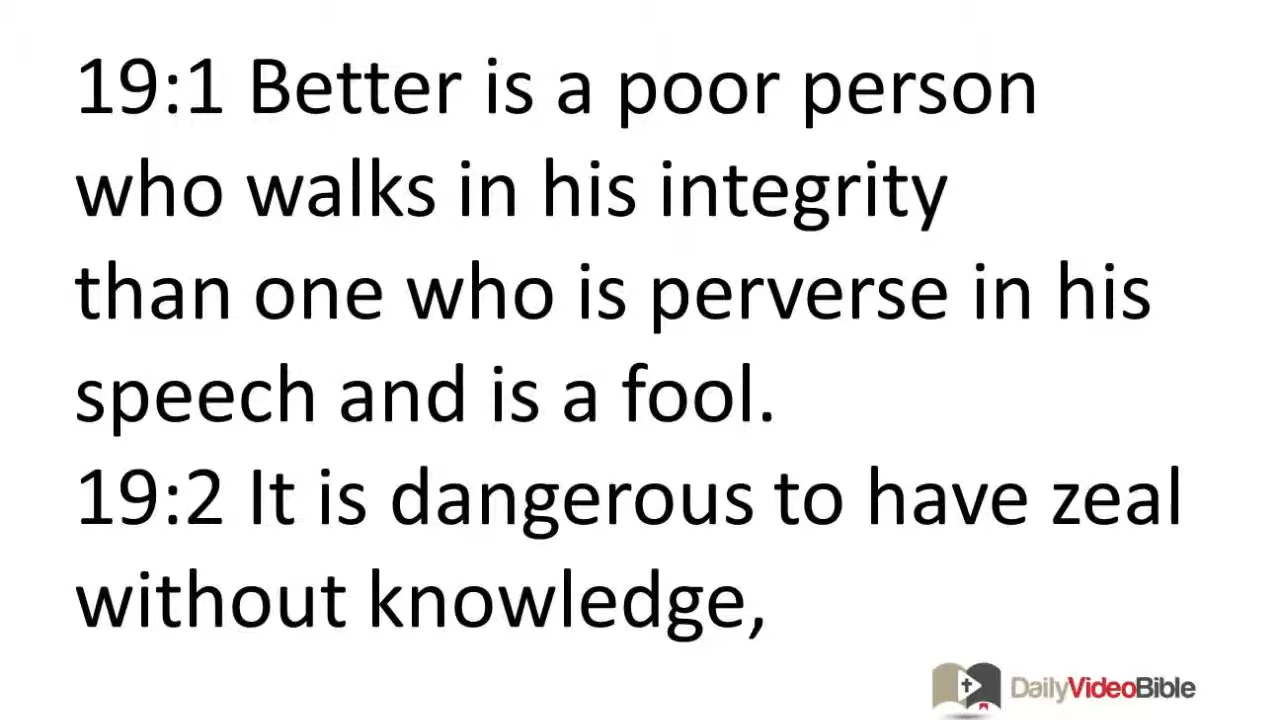 19:1 Better is a poor person
who walks in his integrity
than one who is perverse in his
speech and is a fool.
19:2 It is dangerous to have zeal
without knowledge,
DailyVideoBible